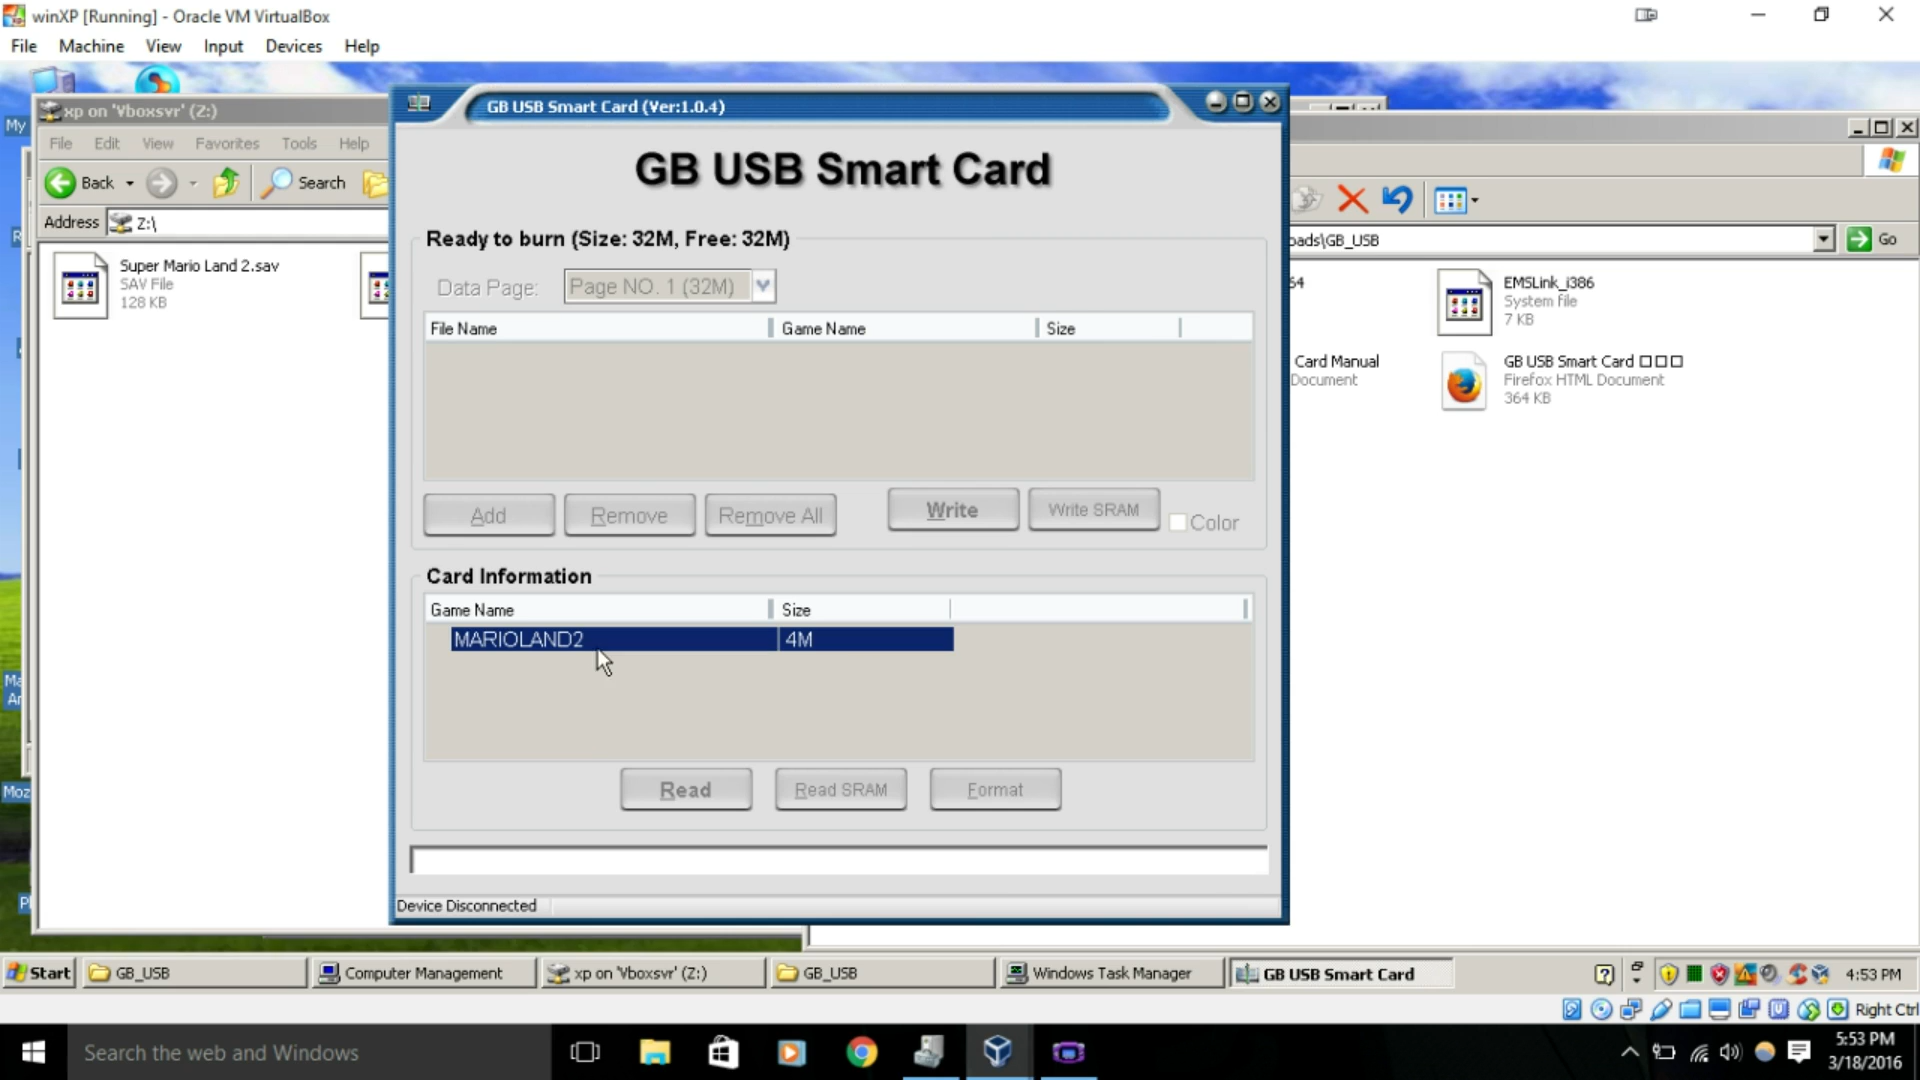 winXP [Running] - Oracle VM VirtualBox
File Machine View Input Devices Help
xp on 'Vboxsvr' (Z:)
File Edit View Favorites Tools Help
Back Search
Address Z:\
Super Mario Land 2.sav
SAV File
128 KB
GB USB Smart Card (Ver:1.0.4)
GB USB Smart Card
Ready to burn (Size: 32M, Free: 32M)
Data Page: Page NO. 1 (32M)
File Name Game Name Size
Add Remove Remove All Write Write SRAM Color
Card Information
Game Name Size
MARIOLAND2 4M
Read Read SRAM Format
Device Disconnected
oads\GB_USB Go
64
EMSLink_i386
System file
7 KB
Card Manual
Document
GB USB Smart Card □□□
Firefox HTML Document
364 KB
My
R
Ma
Ar
Moz
Start GB_USB Computer Management xp on 'Vboxsvr' (Z:) GB_USB Windows Task Manager GB USB Smart Card 4:53 PM
Right Ctrl
Search the web and Windows
5:53 PM
3/18/2016